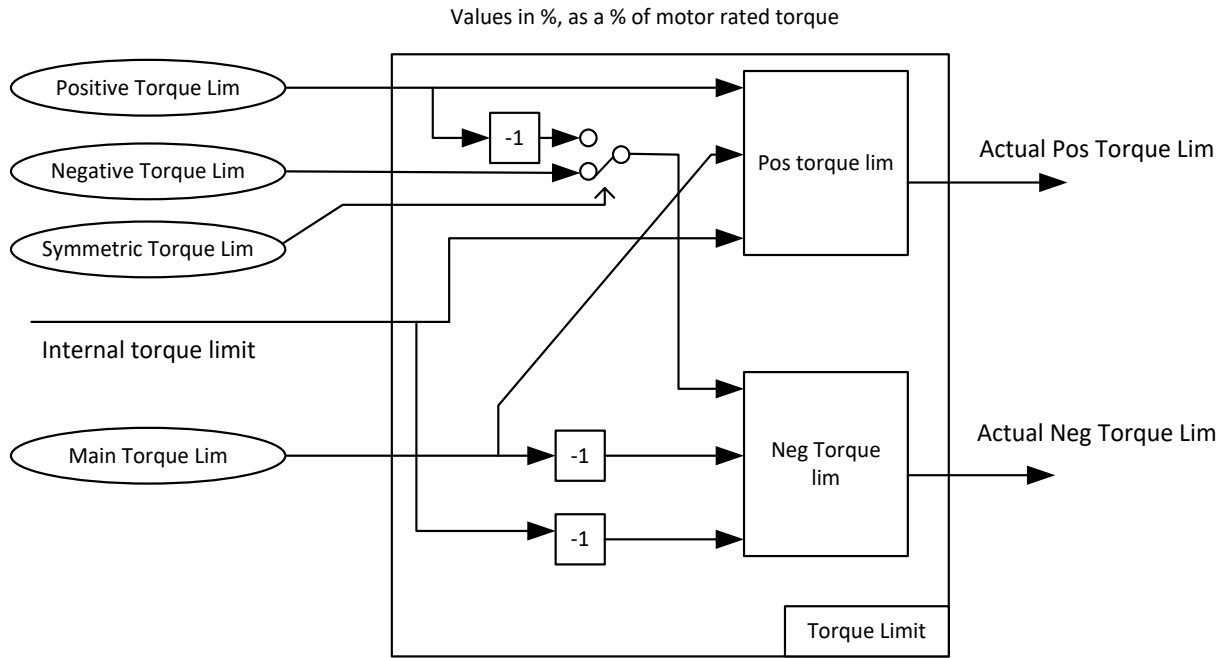 Values in %, as a % of motor rated torque
Positive Torque Lim
-1
Negative Torque Lim
Pos torque lim
Actual Pos Torque Lim
Symmetric Torque Lim
Internal torque limit
Main Torque Lim
-1
Neg Torque
lim
Actual Neg Torque Lim
-1
Torque Limit